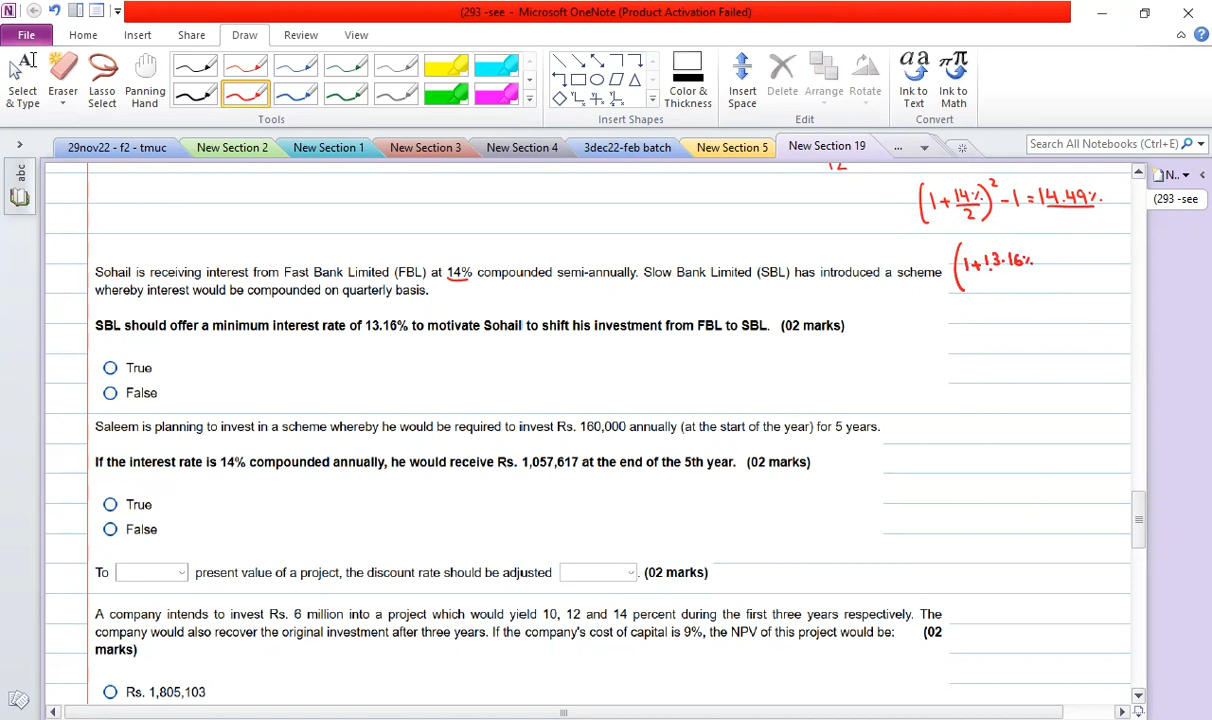 (293 -see - Microsoft OneNote (Product Activation Failed)
File Home Insert Share Draw Review View
Select & Type
Eraser
Lasso Select
Panning Hand
Color & Thickness
Insert Space
Delete
Arrange
Rotate
Ink to Text
Ink to Math
Tools
Insert Shapes
Edit
Convert
29nov22 - f2 - tmuc New Section 2 New Section 1 New Section 3 New Section 4 3dec22-feb batch New Section 5 New Section 19 ... Search All Notebooks (Ctrl+E)
abc
N..
(293 -see
12
(1+14%/2)² -1 = 14.49%.
(1+13.16%
Sohail is receiving interest from Fast Bank Limited (FBL) at 14% compounded semi-annually. Slow Bank Limited (SBL) has introduced a scheme
whereby interest would be compounded on quarterly basis.
SBL should offer a minimum interest rate of 13.16% to motivate Sohail to shift his investment from FBL to SBL. (02 marks)
True
False
Saleem is planning to invest in a scheme whereby he would be required to invest Rs. 160,000 annually (at the start of the year) for 5 years.
If the interest rate is 14% compounded annually, he would receive Rs. 1,057,617 at the end of the 5th year. (02 marks)
True
False
To present value of a project, the discount rate should be adjusted . (02 marks)
A company intends to invest Rs. 6 million into a project which would yield 10, 12 and 14 percent during the first three years respectively. The
company would also recover the original investment after three years. If the company's cost of capital is 9%, the NPV of this project would be: (02
marks)
Rs. 1,805,103